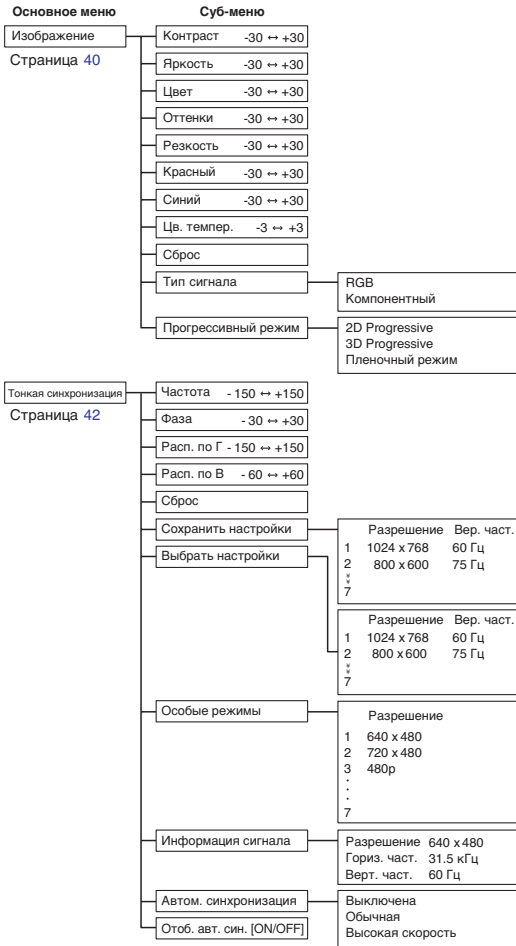 Основное меню Суб-меню
Изображение
Страница 40
Контраст -30 ↔ +30
Яркость -30 ↔ +30
Цвет -30 ↔ +30
Оттенки -30 ↔ +30
Резкость -30 ↔ +30
Красный -30 ↔ +30
Синий -30 ↔ +30
Цв. темпер. -3 ↔ +3
Сброс
Тип сигнала
RGB
Компонентный
Прогрессивный режим
2D Progressive
3D Progressive
Пленочный режим
Тонкая синхронизация
Страница 42
Частота - 150 ↔ +150
Фаза - 30 ↔ +30
Расп. по Г - 150 ↔ +150
Расп. по В - 60 ↔ +60
Сброс
Сохранить настройки
Разрешение Вер. част.
1 1024 x 768 60 Гц
2 800 x 600 75 Гц
7
Выбрать настройки
Разрешение Вер. част.
1 1024 x 768 60 Гц
2 800 x 600 75 Гц
7
Особые режимы
Разрешение
1 640 x 480
2 720 x 480
3 480p
7
Информация сигнала
Разрешение 640 x 480
Гориз. част. 31.5 кГц
Верт. част. 60 Гц
Автом. синхронизация
Выключена
Обычная
Высокая скорость
Отоб. авт. син. [ON/OFF]